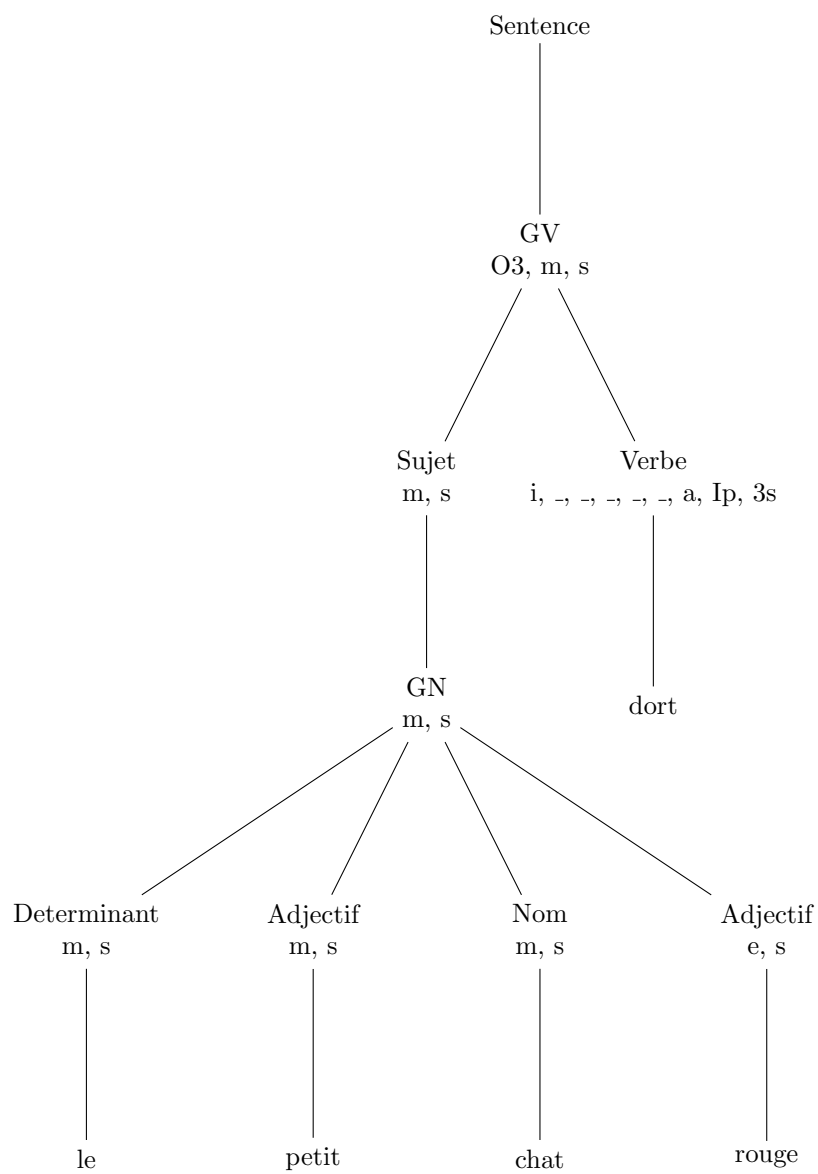 Sentence
GV
O3, m, s
Sujet
m, s
Verbe
i, _, _, _, _, _, a, Ip, 3s
GN
m, s
dort
Determinant
m, s
Adjectif
m, s
Nom
m, s
Adjectif
e, s
le
petit
chat
rouge